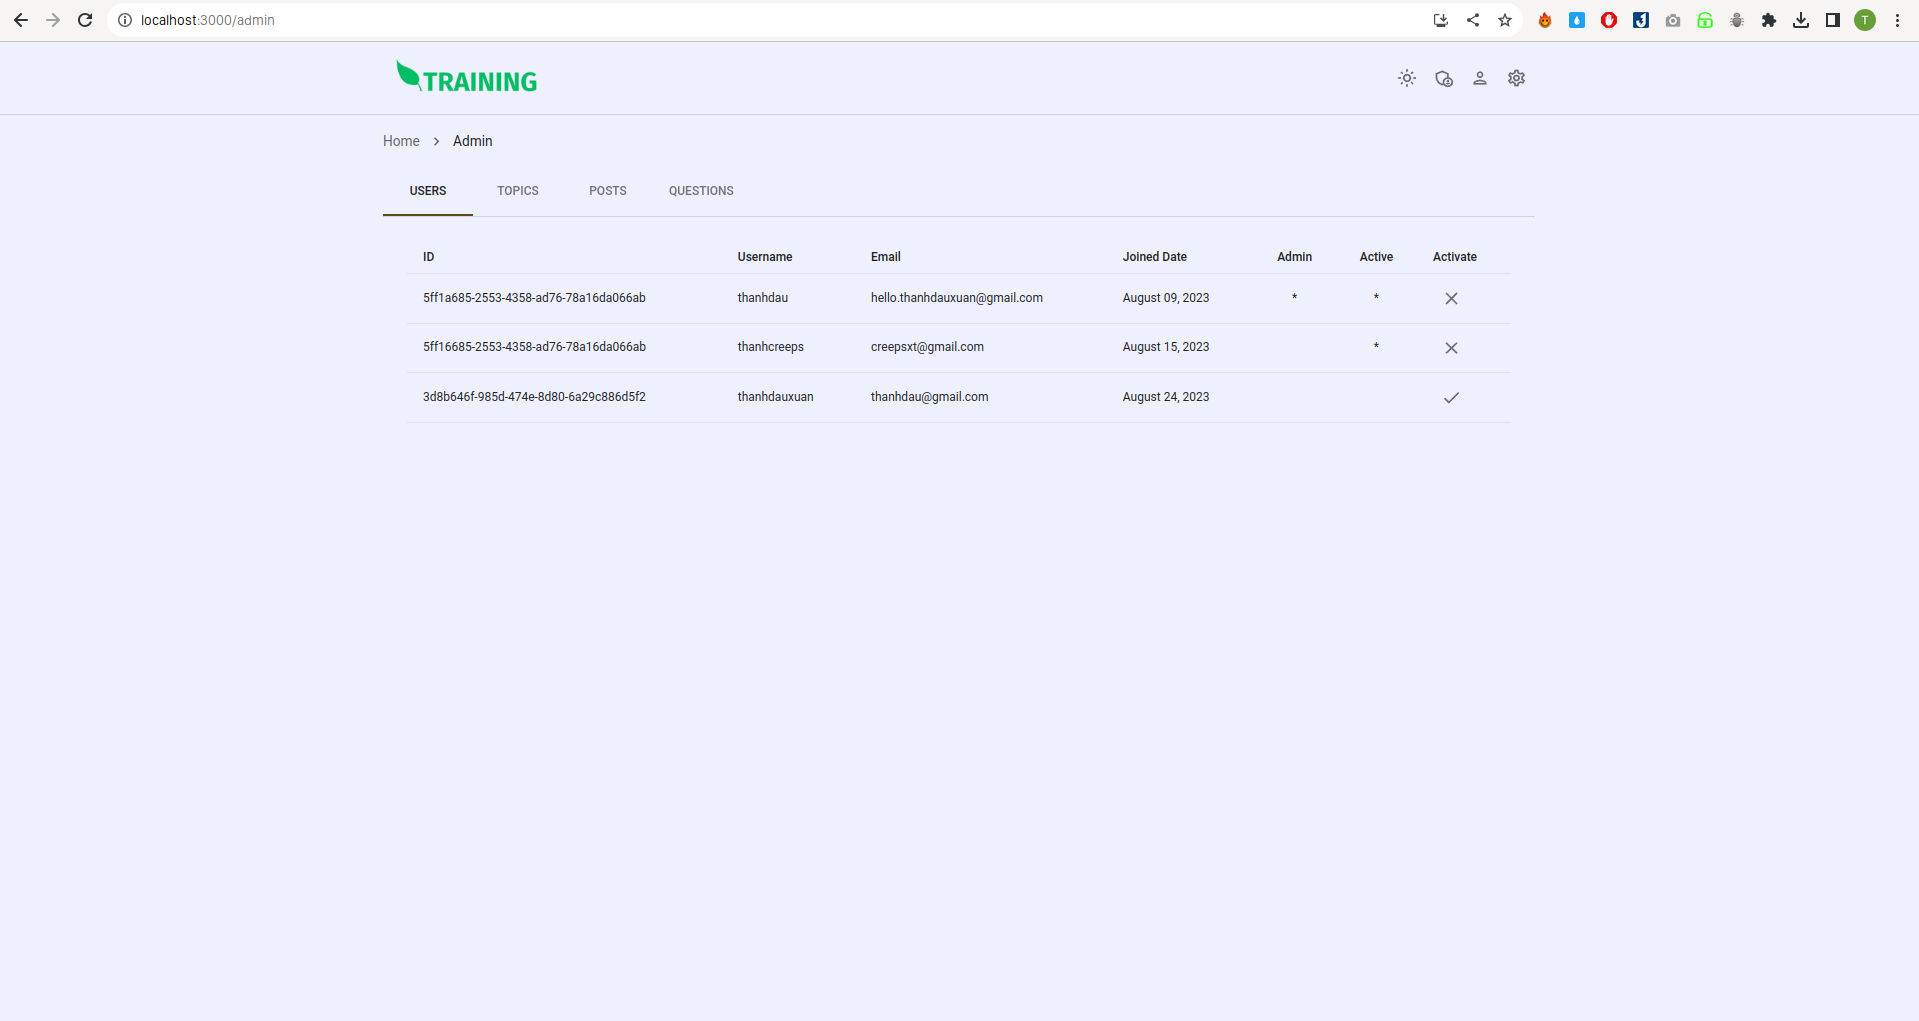 localhost:3000/admin
T
TRAINING
Home > Admin
USERS TOPICS POSTS QUESTIONS
ID Username Email Joined Date Admin Active Activate
5ff1a685-2553-4358-ad76-78a16da066ab thanhdau hello.thanhdauxuan@gmail.com August 09, 2023 * *
5ff16685-2553-4358-ad76-78a16da066ab thanhcreeps creepsxt@gmail.com August 15, 2023 *
3d8b646f-985d-474e-8d80-6a29c886d5f2 thanhdauxuan thanhdau@gmail.com August 24, 2023